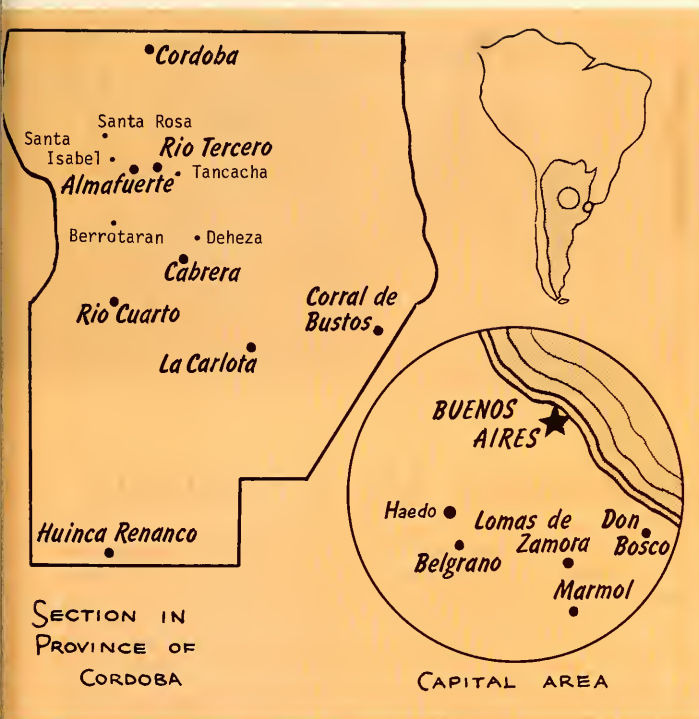 Cordoba
Santa Rosa
Santa
Isabel
Rio Tercero
Almafuerte
Tancacha
Berrotaran
Deheza
Cabrera
Rio Cuarto
Corral de
Bustos
La Carlota
Huinca Renanco
SECTION IN
PROVINCE OF
CORDOBA
BUENOS
AIRES
Haedo
Belgrano
Lomas de
Zamora
Don
Bosco
Marmol
CAPITAL AREA